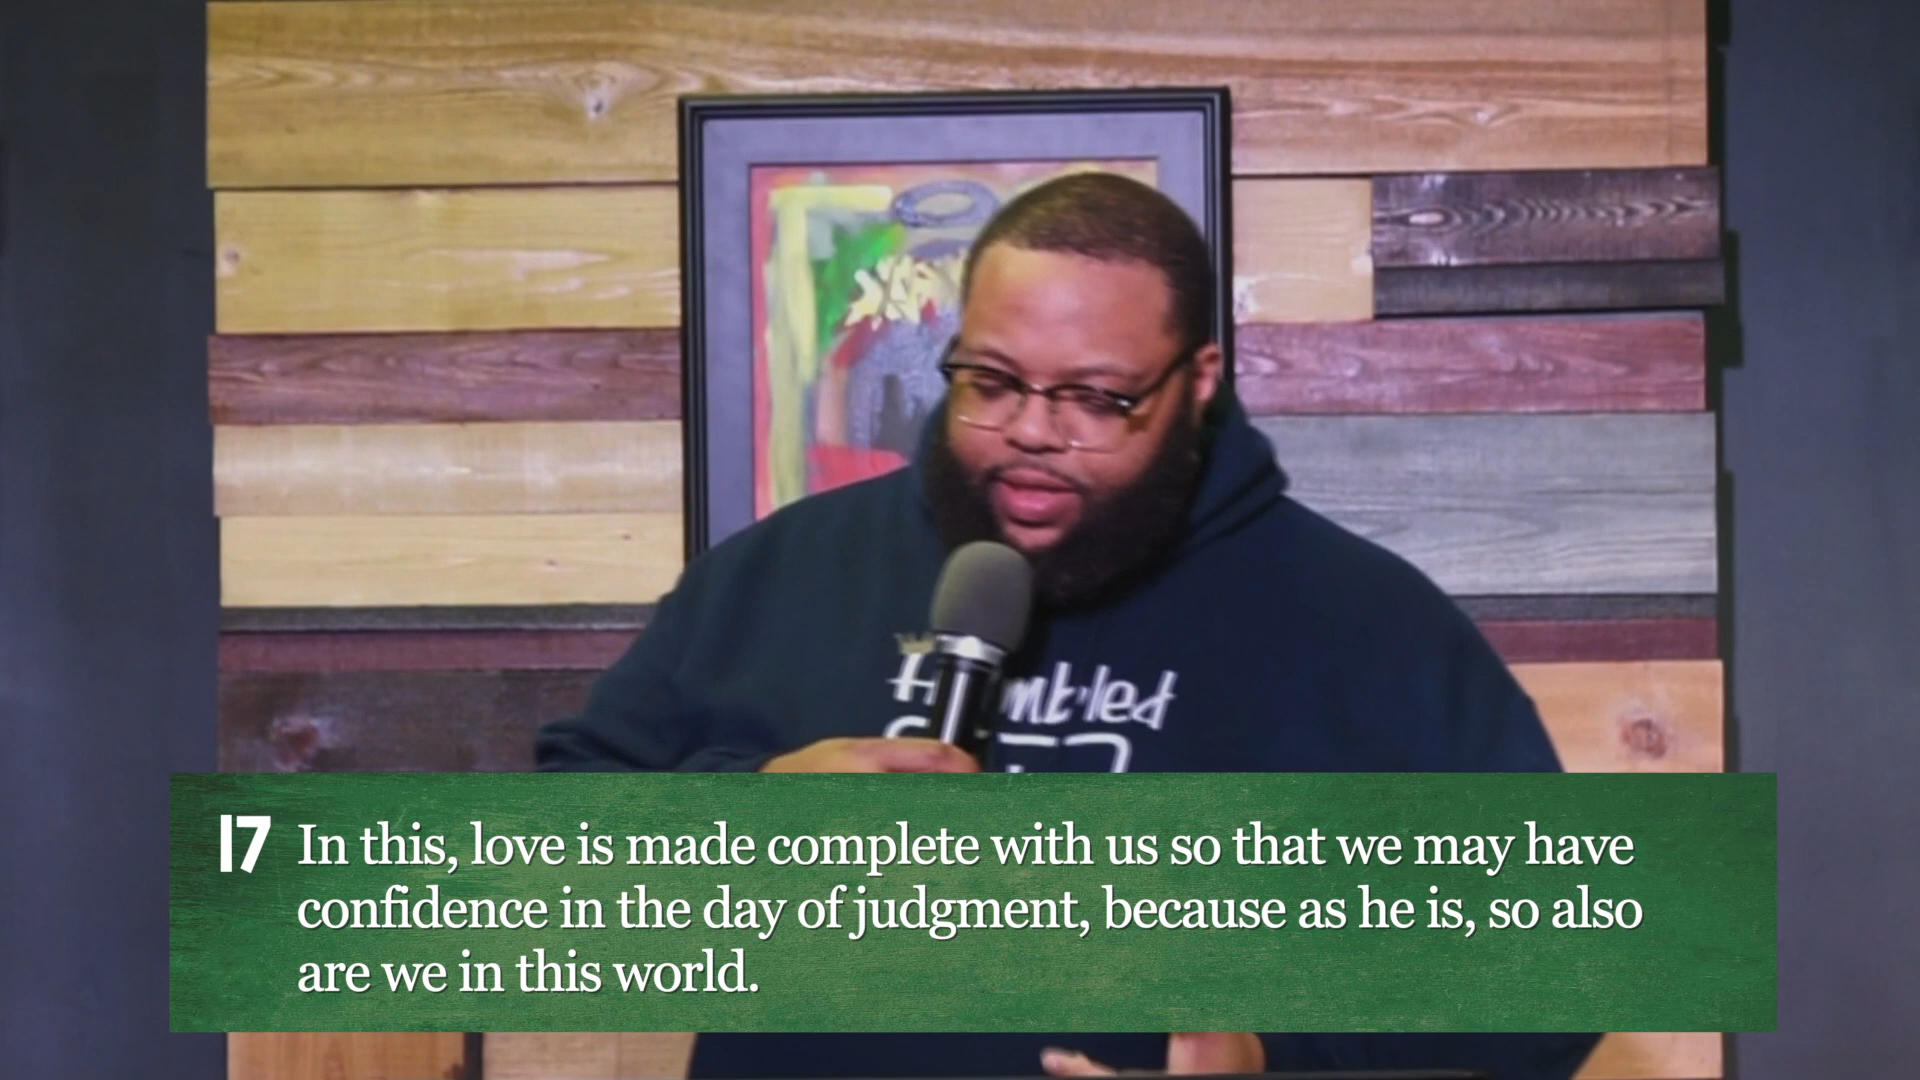 Humbled
17 In this, love is made complete with us so that we may have
confidence in the day of judgment, because as he is, so also
are we in this world.